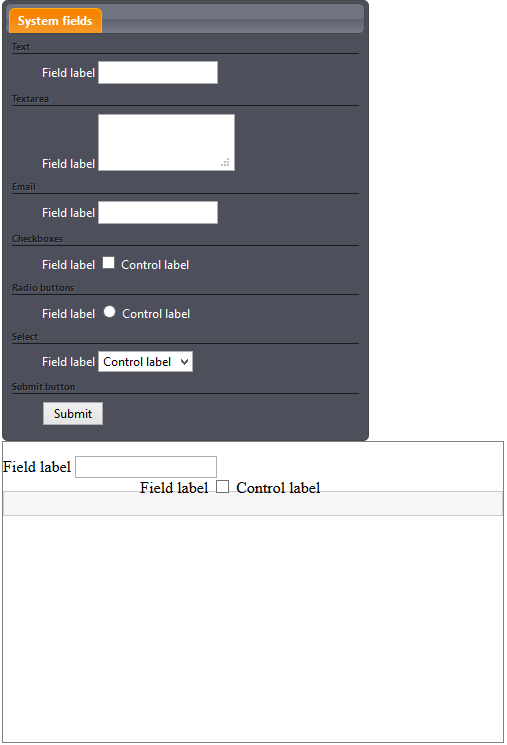 System fields
Text
Field label
Textarea
Field label
Email
Field label
Checkboxes
Field label Control label
Radio buttons
Field label Control label
Select
Field label Control label
Submit button
Submit
Field label
Field label Control label